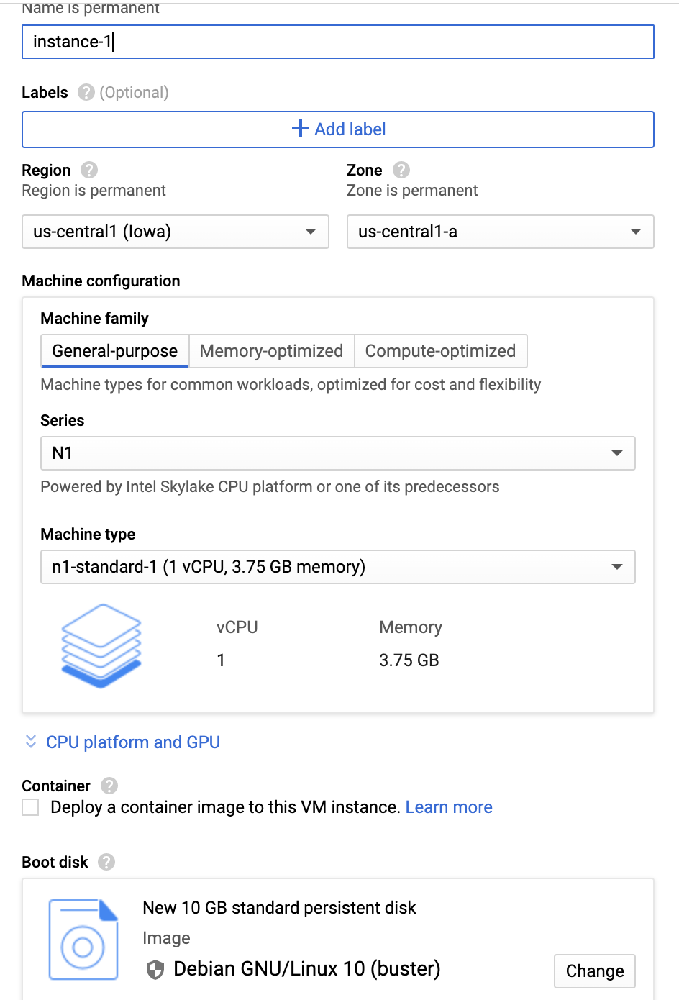 Name is permanent
instance-1
Labels ? (Optional)
+ Add label
Region ? Zone ?
Region is permanent Zone is permanent
us-central1 (Iowa) us-central1-a
Machine configuration
Machine family
General-purpose Memory-optimized Compute-optimized
Machine types for common workloads, optimized for cost and flexibility
Series
N1
Powered by Intel Skylake CPU platform or one of its predecessors
Machine type
n1-standard-1 (1 vCPU, 3.75 GB memory)
vCPU Memory
1 3.75 GB
CPU platform and GPU
Container ?
Deploy a container image to this VM instance. Learn more
Boot disk ?
New 10 GB standard persistent disk
Image
Debian GNU/Linux 10 (buster) Change